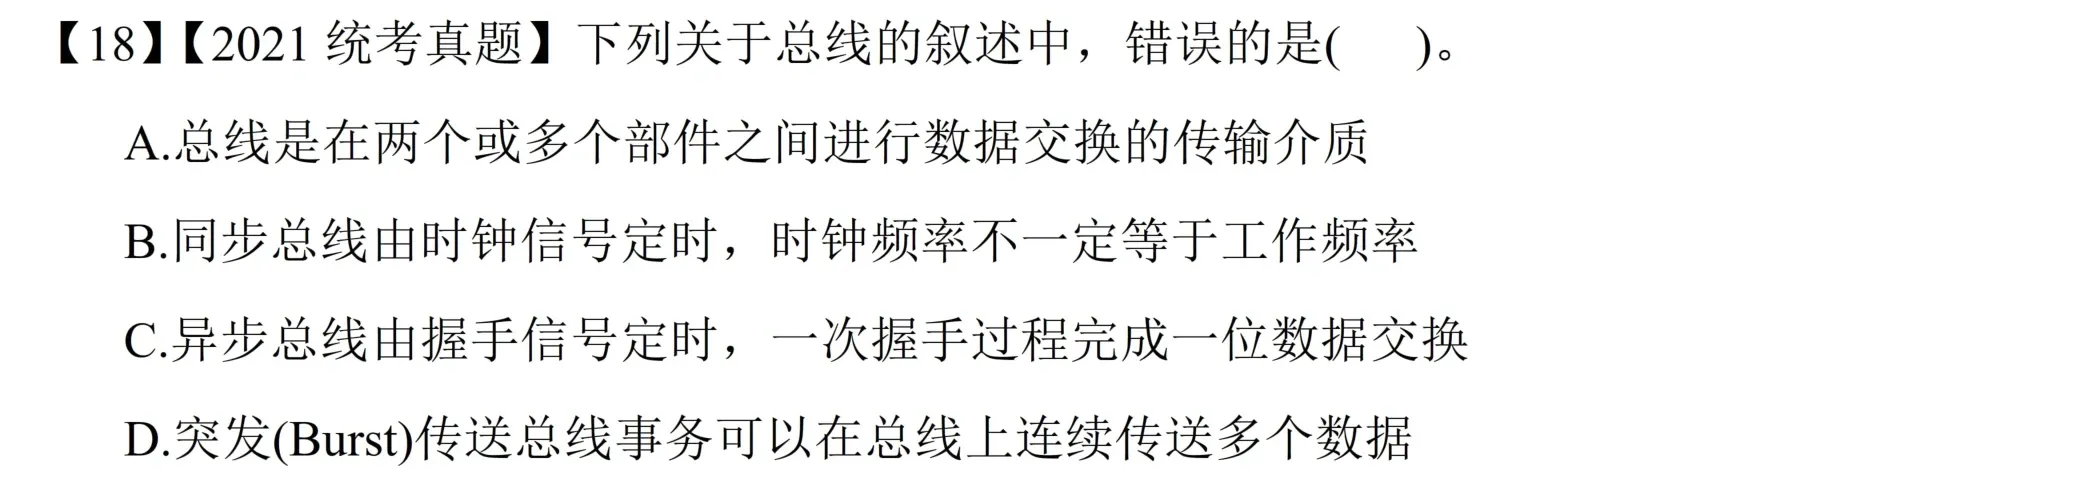 【18】【2021 统考真题】下列关于总线的叙述中，错误的是(  )。
A.总线是在两个或多个部件之间进行数据交换的传输介质
B.同步总线由时钟信号定时，时钟频率不一定等于工作频率
C.异步总线由握手信号定时，一次握手过程完成一位数据交换
D.突发(Burst)传送总线事务可以在总线上连续传送多个数据